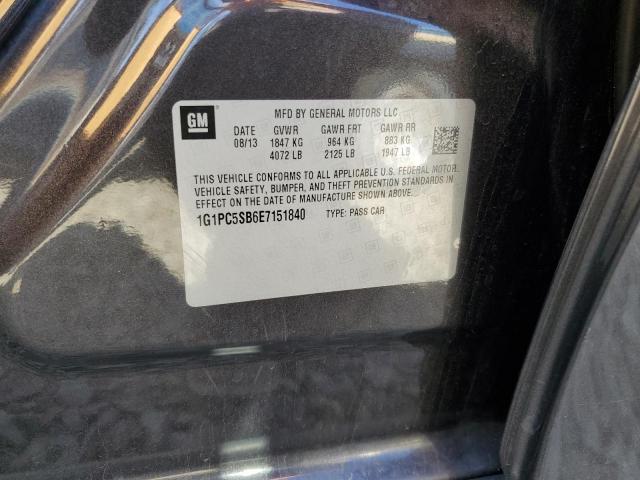 GM
MFD BY GENERAL MOTORS LLC
DATE GVWR GAWR FRT GAWR RR
08/13 1847 KG 964 KG 883 KG
4072 LB 2125 LB 1947 LB
THIS VEHICLE CONFORMS TO ALL APPLICABLE U.S. FEDERAL MOTOR
VEHICLE SAFETY, BUMPER, AND THEFT PREVENTION STANDARDS IN
EFFECT ON THE DATE OF MANUFACTURE SHOWN ABOVE.
1G1PC5SB6E7151840 TYPE: PASS CAR